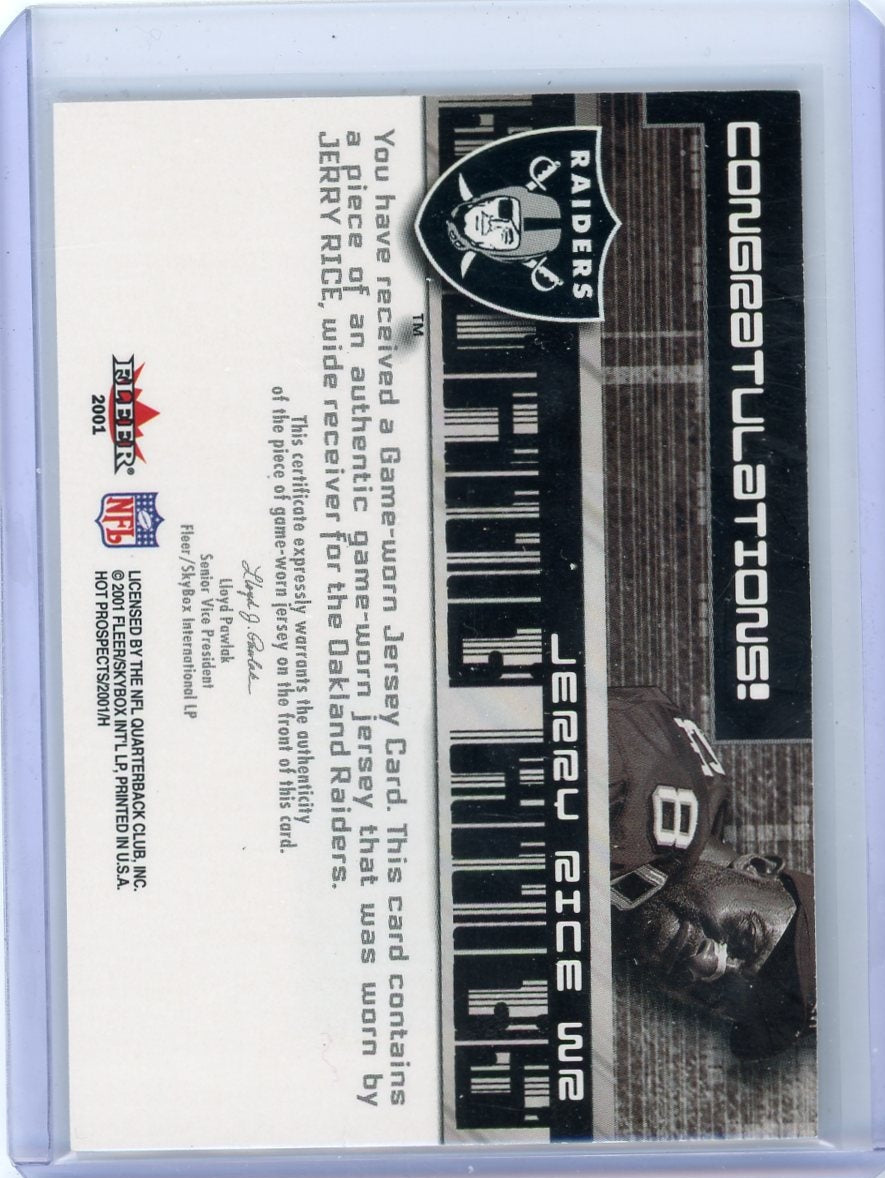 CONGRATULATIONS!
RAIDERS
JERRY RICE WR
TM
You have received a Game-worn Jersey Card. This card contains
a piece of an authentic game-worn jersey that was worn by
JERRY RICE, wide receiver for the Oakland Raiders.
This certificate expressly warrants the authenticity
of the piece of game-worn jersey on the front of this card.
Lloyd J. Pawlak
Lloyd Pawlak
Senior Vice President
Fleer/SkyBox International LP
FLEER®
2001
NFL
LICENSED BY THE NFL QUARTERBACK CLUB, INC.
© 2001 FLEER/SKYBOX INT'L LP, PRINTED IN U.S.A.
HOT PROSPECTS/2001/H
8